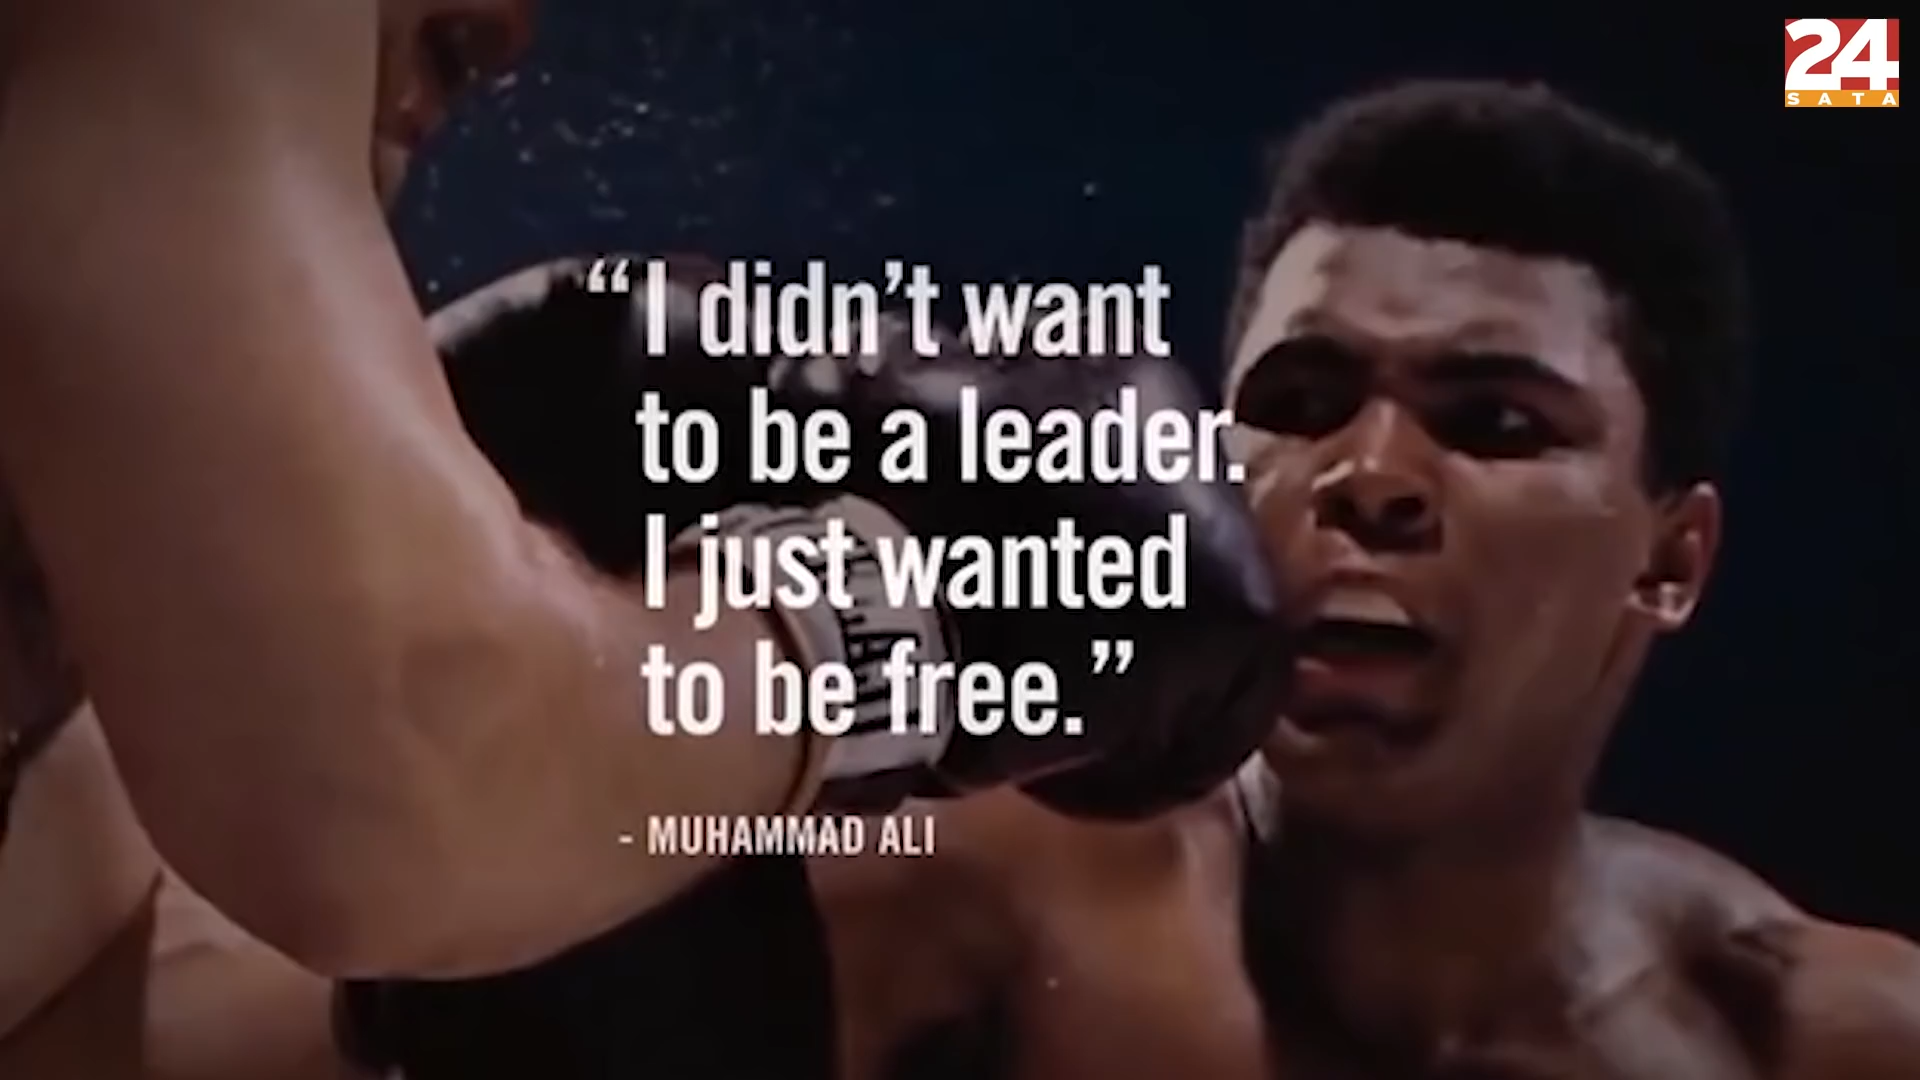 24
SATA
“I didn’t want
to be a leader.
I just wanted
to be free.”
- MUHAMMAD ALI